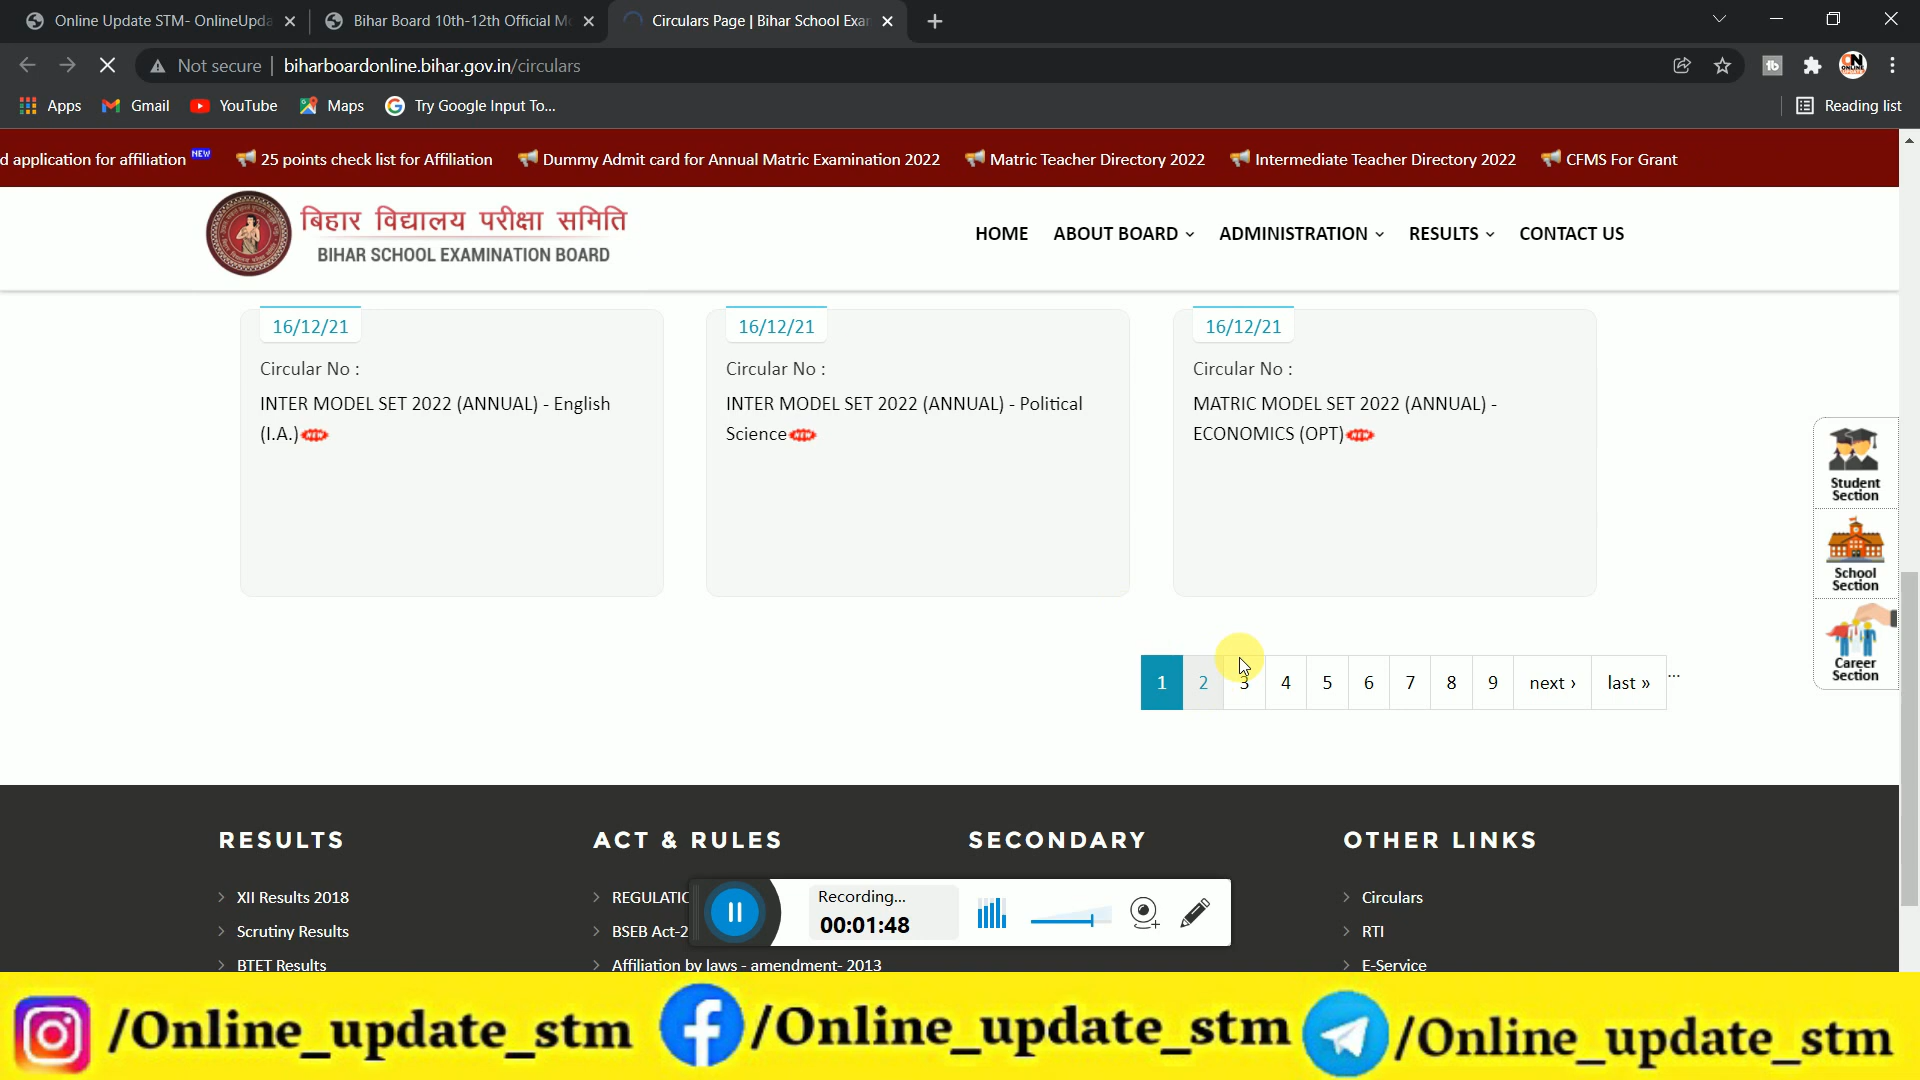 Online Update STM- OnlineUpda
Bihar Board 10th-12th Official M
Circulars Page | Bihar School Exa
Not secure
biharboardonline.bihar.gov.in/circulars
Apps
Gmail
YouTube
Maps
Try Google Input To...
Reading list
d application for affiliation NEW
25 points check list for Affiliation
Dummy Admit card for Annual Matric Examination 2022
Matric Teacher Directory 2022
Intermediate Teacher Directory 2022
CFMS For Grant
बिहार विद्यालय परीक्षा समिति
BIHAR SCHOOL EXAMINATION BOARD
HOME ABOUT BOARD ADMINISTRATION RESULTS CONTACT US
16/12/21
Circular No :
INTER MODEL SET 2022 (ANNUAL) - English
(I.A.) NEW
16/12/21
Circular No :
INTER MODEL SET 2022 (ANNUAL) - Political
Science NEW
16/12/21
Circular No :
MATRIC MODEL SET 2022 (ANNUAL) -
ECONOMICS (OPT) NEW
Student
Section
School
Section
Career
Section
1 2 3 4 5 6 7 8 9 next › last » ...
RESULTS
XII Results 2018
Scrutiny Results
BTET Results
ACT & RULES
REGULATIO
BSEB Act-2
Affiliation by laws - amendment- 2013
SECONDARY
OTHER LINKS
Circulars
RTI
E-Service
Recording...
00:01:48
/Online_update_stm
/Online_update_stm
/Online_update_stm